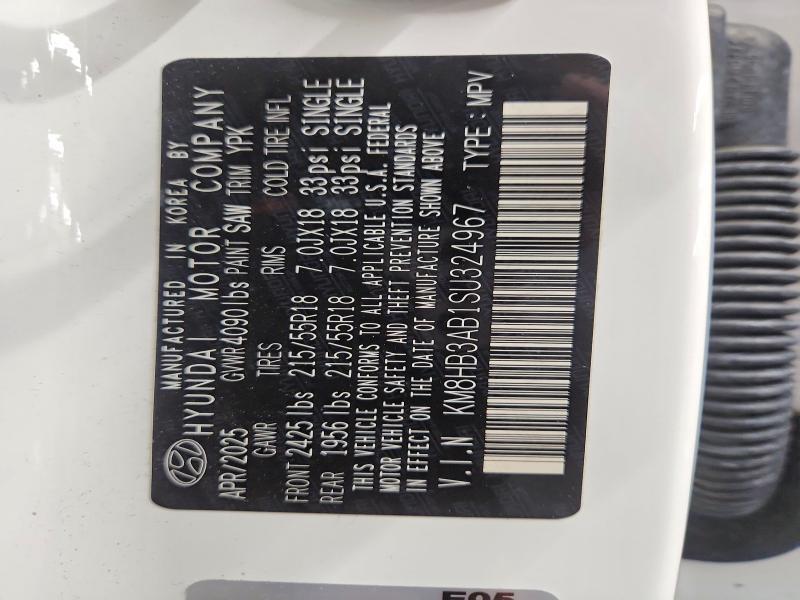 MANUFACTURED IN KOREA BY
HYUNDAI MOTOR COMPANY
APR/2025 GVWR 4090 lbs PAINT SAW TRIM YPK
GAWR TIRES RMS COLD TIRE INFL
FRONT 2425 lbs 215/55R18 7.0JX18 33psi SINGLE
REAR 1956 lbs 215/55R18 7.0JX18 33psi SINGLE
THIS VEHICLE CONFORMS TO ALL APPLICABLE U.S.A. FEDERAL
MOTOR VEHICLE SAFETY AND THEFT PREVENTION STANDARDS
IN EFFECT ON THE DATE OF MANUFACTURE SHOWN ABOVE
V.I.N KM8HB3AB1SU324967 TYPE : MPV
E05